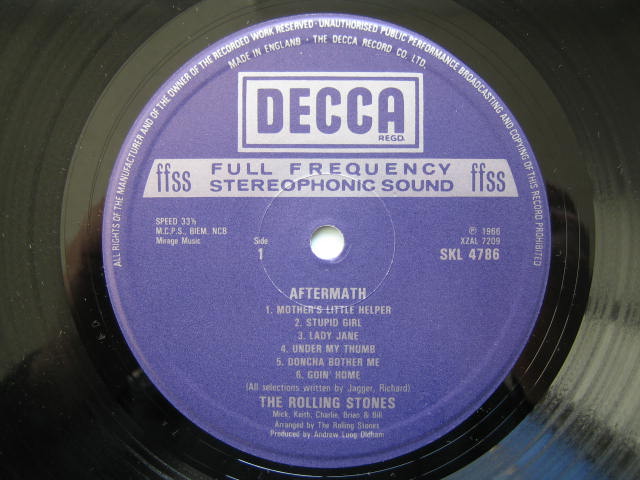 ALL RIGHTS OF THE MANUFACTURER AND OF THE OWNER OF THE RECORDED WORK RESERVED · UNAUTHORISED PUBLIC PERFORMANCE BROADCASTING AND COPYING OF THIS RECORD PROHIBITED
MADE IN ENGLAND · THE DECCA RECORD CO. LTD.
DECCA
REGD.
ffss FULL FREQUENCY ffss
STEREOPHONIC SOUND
SPEED 33⅓
M.C.P.S., BIEM, NCB
Mirage Music
Side
1
℗ 1966
XZAL 7209
SKL 4786
AFTERMATH
1. MOTHER'S LITTLE HELPER
2. STUPID GIRL
3. LADY JANE
4. UNDER MY THUMB
5. DONCHA BOTHER ME
6. GOIN' HOME
(All selections written by Jagger, Richard)
THE ROLLING STONES
Mick, Keith, Charlie, Brian & Bill
Arranged by The Rolling Stones
Produced by Andrew Loog Oldham